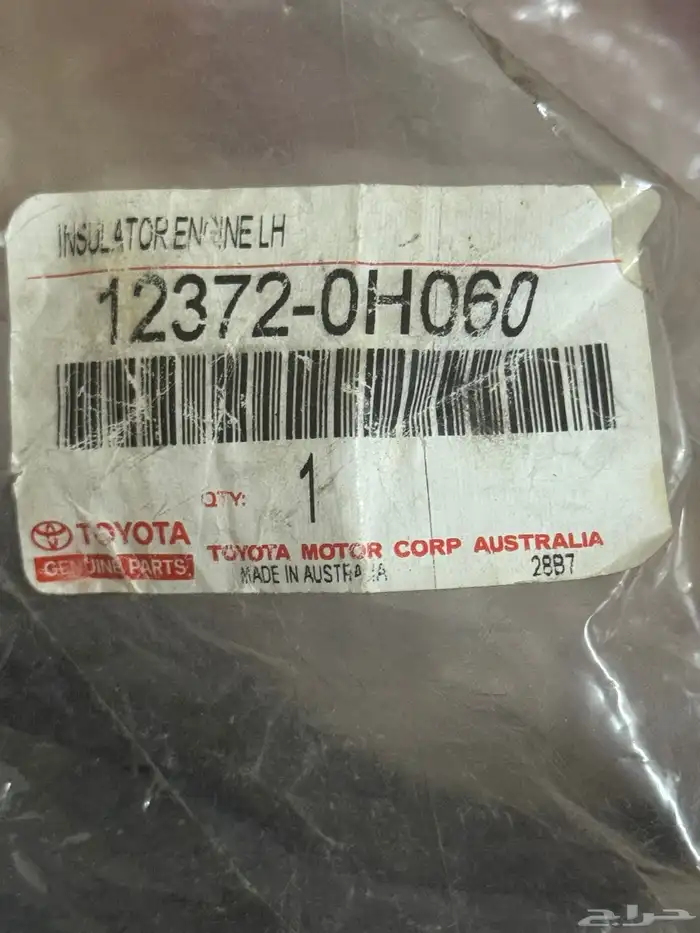 INSULATOR ENGINE LH
12372-0H060
QTY: 1
TOYOTA
GENUINE PARTS
TOYOTA MOTOR CORP AUSTRALIA
MADE IN AUSTRALIA 28B7
حراج